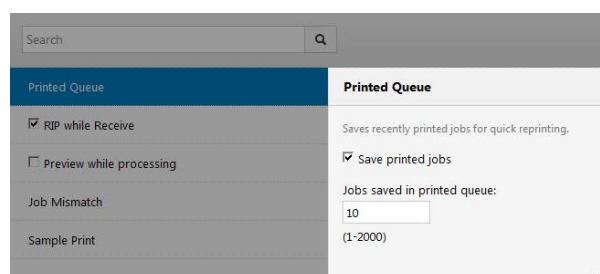 Search
Printed Queue
RIP while Receive
Preview while processing
Job Mismatch
Sample Print
Printed Queue
Saves recently printed jobs for quick reprinting.
Save printed jobs
Jobs saved in printed queue:
10
(1-2000)